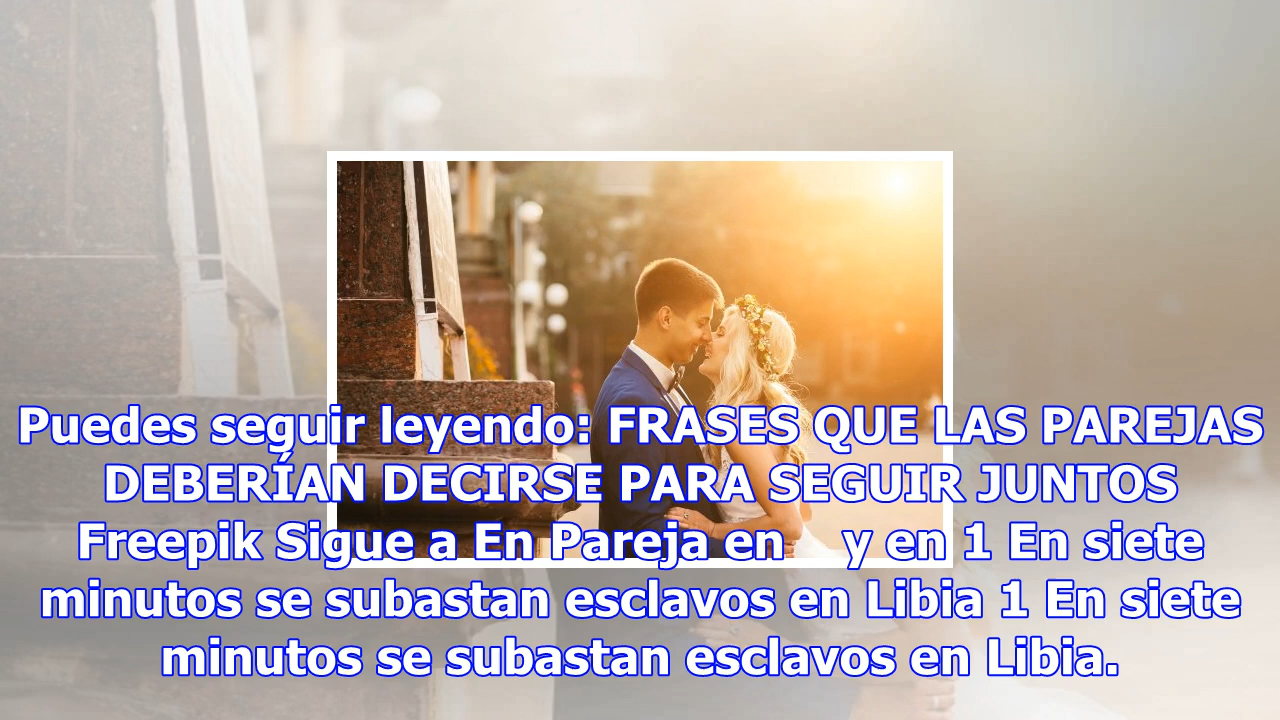 Puedes seguir leyendo: FRASES QUE LAS PAREJAS
DEBERÍAN DECIRSE PARA SEGUIR JUNTOS
Freepik Sigue a En Pareja en y en 1 En siete
minutos se subastan esclavos en Libia 1 En siete
minutos se subastan esclavos en Libia.